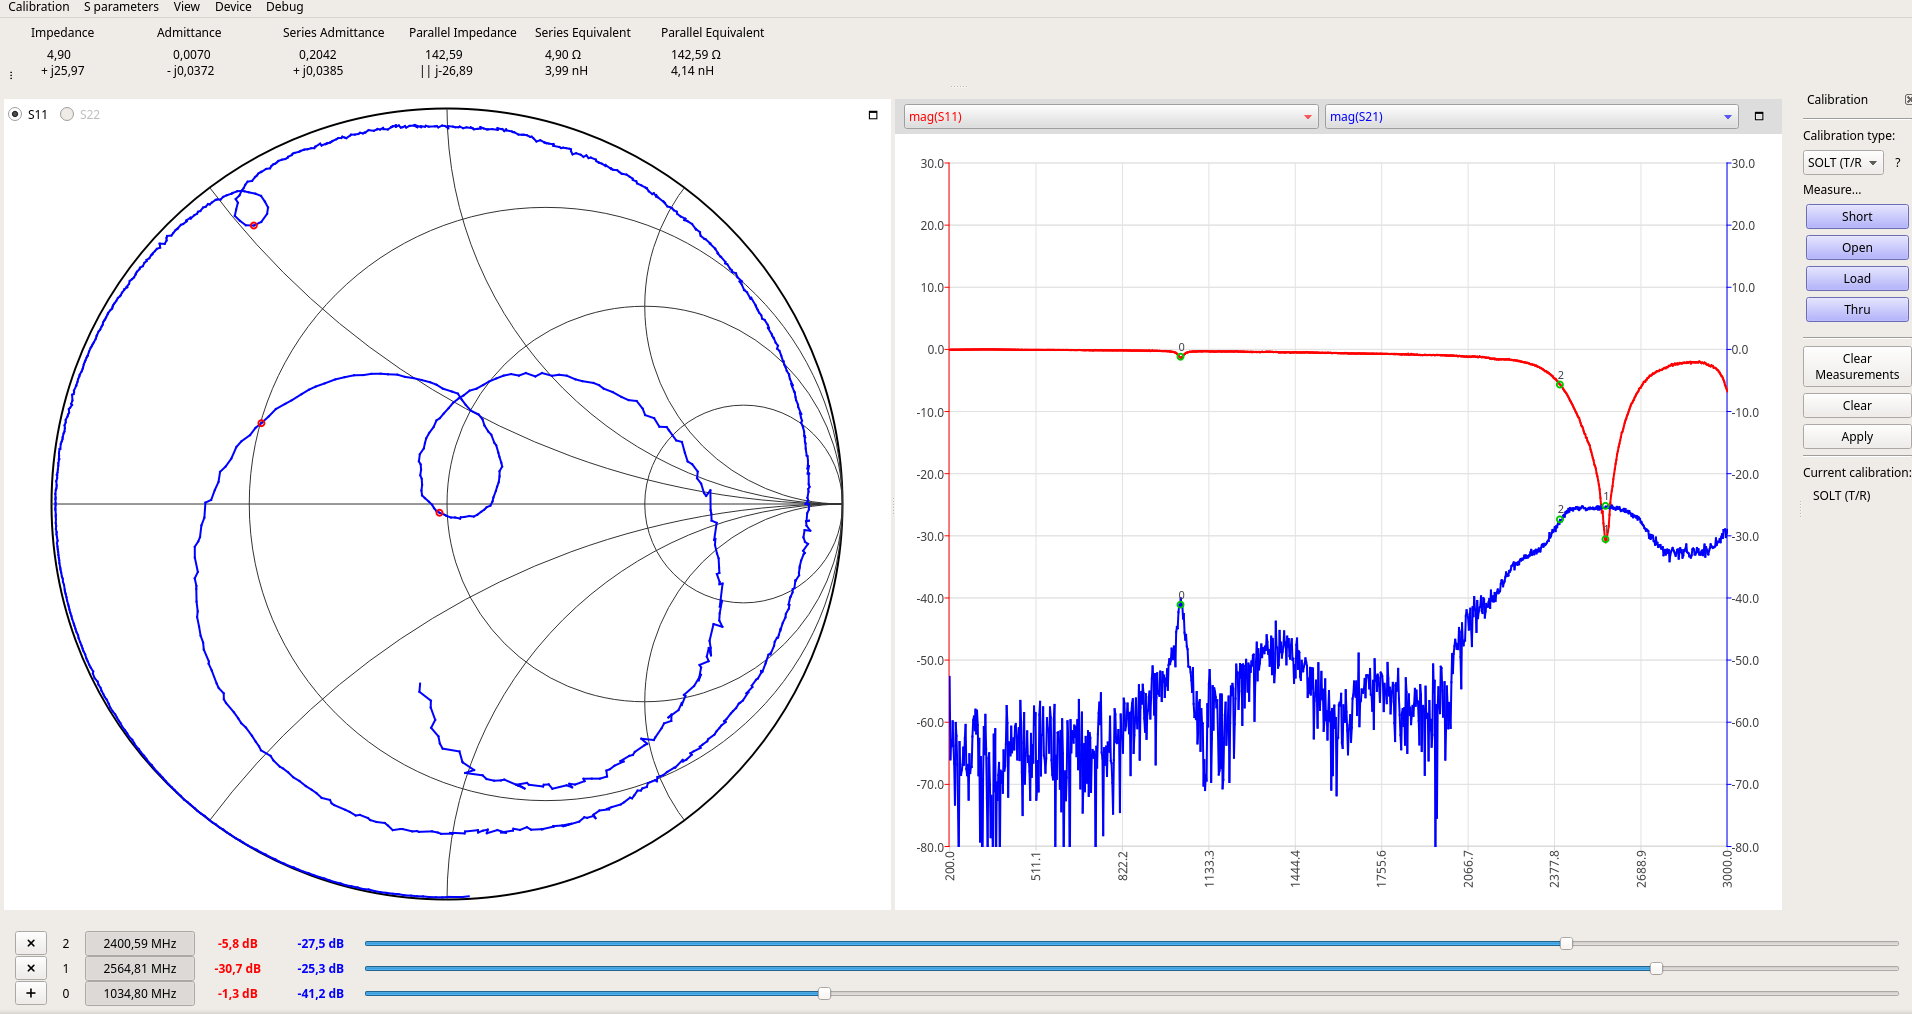 Calibration S parameters View Device Debug
Impedance Admittance Series Admittance Parallel Impedance Series Equivalent Parallel Equivalent
4,90 0,0070 0,2042 142,59 4,90 Ω 142,59 Ω
+ j25,97 - j0,0372 + j0,0385 || j-26,89 3,99 nH 4,14 nH
S11 S22
mag(S11) mag(S21)
30.0 30.0
20.0 20.0
10.0 10.0
0.0 0.0
-10.0 -10.0
-20.0 -20.0
-30.0 -30.0
-40.0 -40.0
-50.0 -50.0
-60.0 -60.0
-70.0 -70.0
-80.0 -80.0
0
2
1
2
0
200.0 511.1 822.2 1133.3 1444.4 1755.6 2066.7 2377.8 2688.9 3000.0
Calibration
Calibration type:
SOLT (T/R ?
Measure...
Short
Open
Load
Thru
Clear
Measurements
Clear
Apply
Current calibration:
SOLT (T/R)
2 2400,59 MHz -5,8 dB -27,5 dB
1 2564,81 MHz -30,7 dB -25,3 dB
0 1034,80 MHz -1,3 dB -41,2 dB